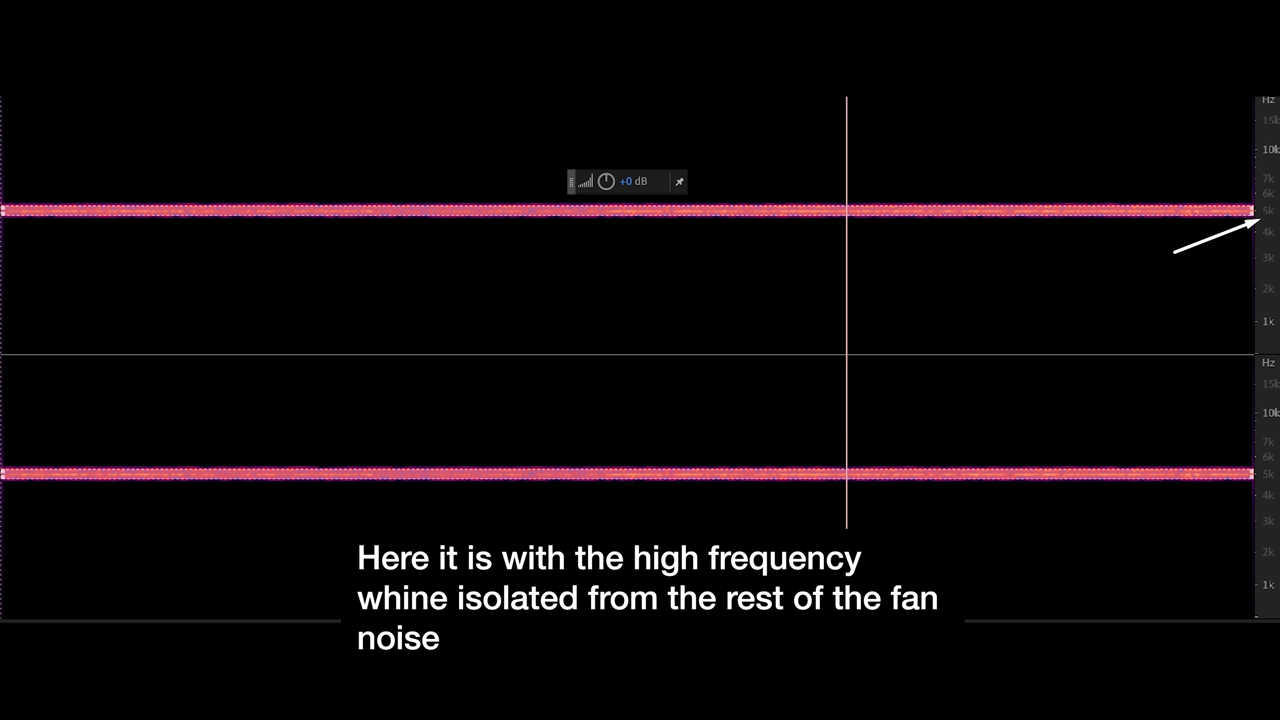 Hz
15k
10k
+0 dB
7k
6k
5k
4k
3k
2k
1k
Hz
15k
10k
7k
6k
5k
4k
3k
2k
1k
Here it is with the high frequency
whine isolated from the rest of the fan
noise